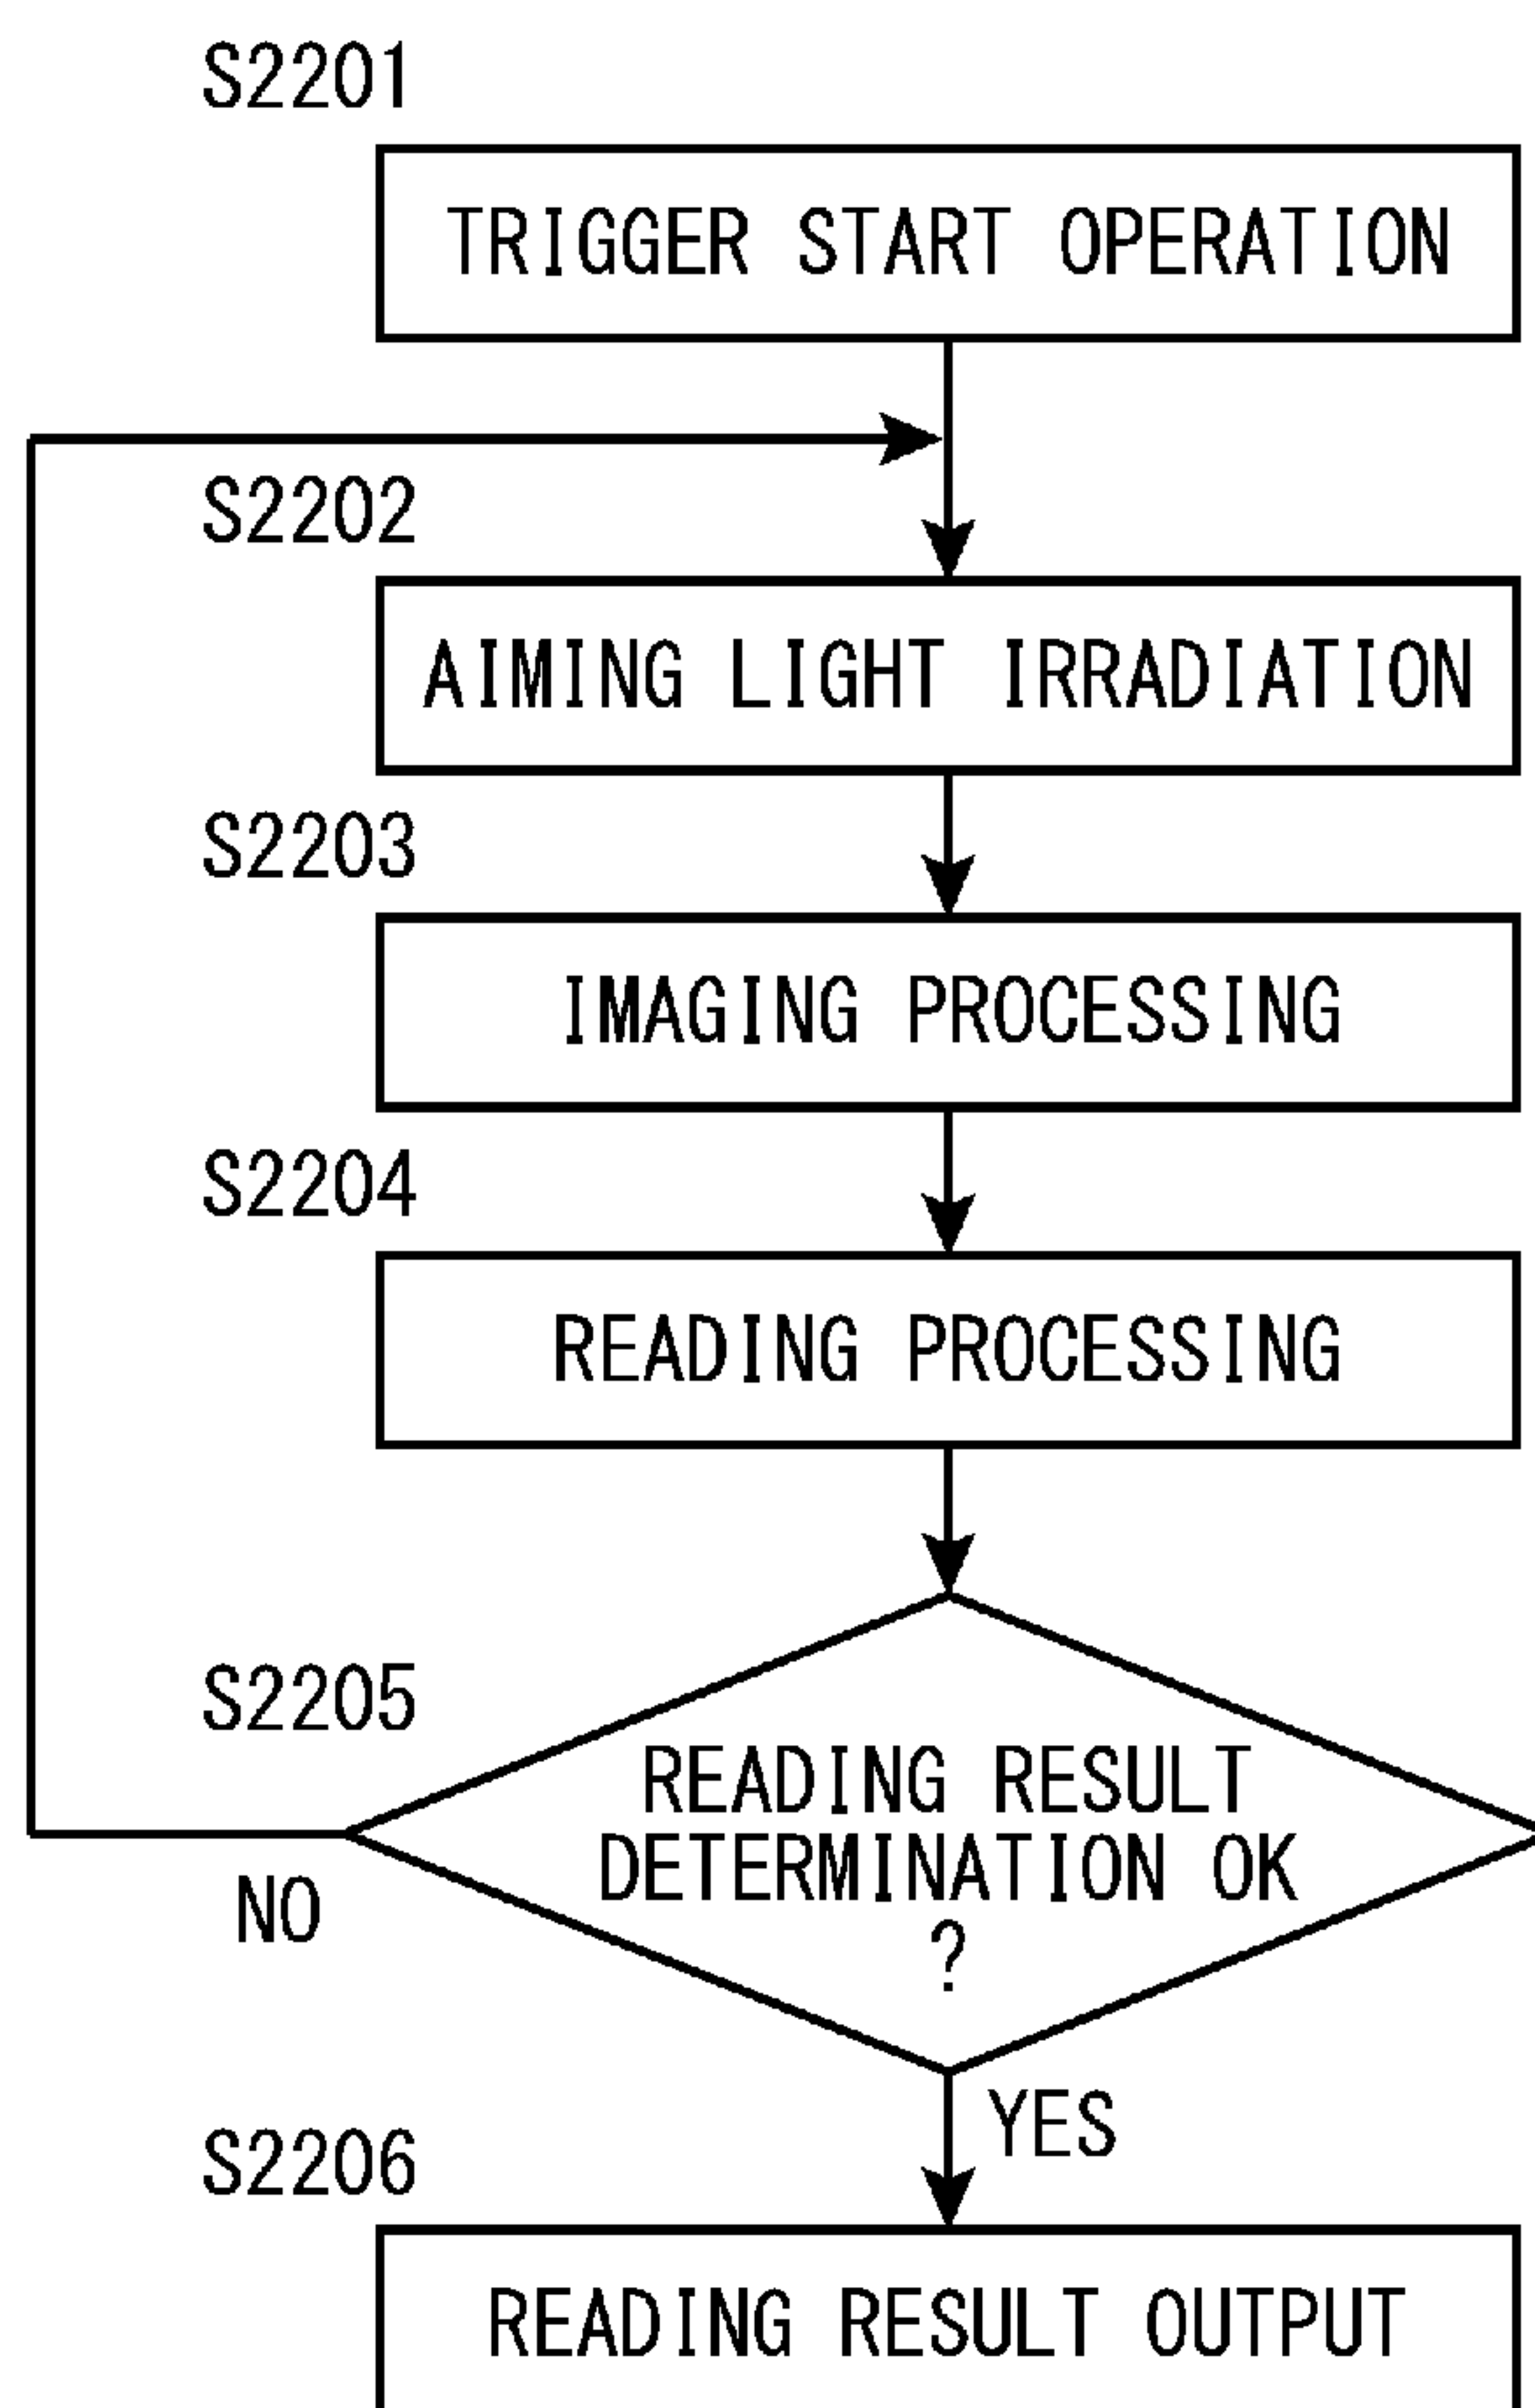 S2201
TRIGGER START OPERATION
S2202
AIMING LIGHT IRRADIATION
S2203
IMAGING PROCESSING
S2204
READING PROCESSING
S2205
READING RESULT
DETERMINATION OK
?
NO
YES
S2206
READING RESULT OUTPUT